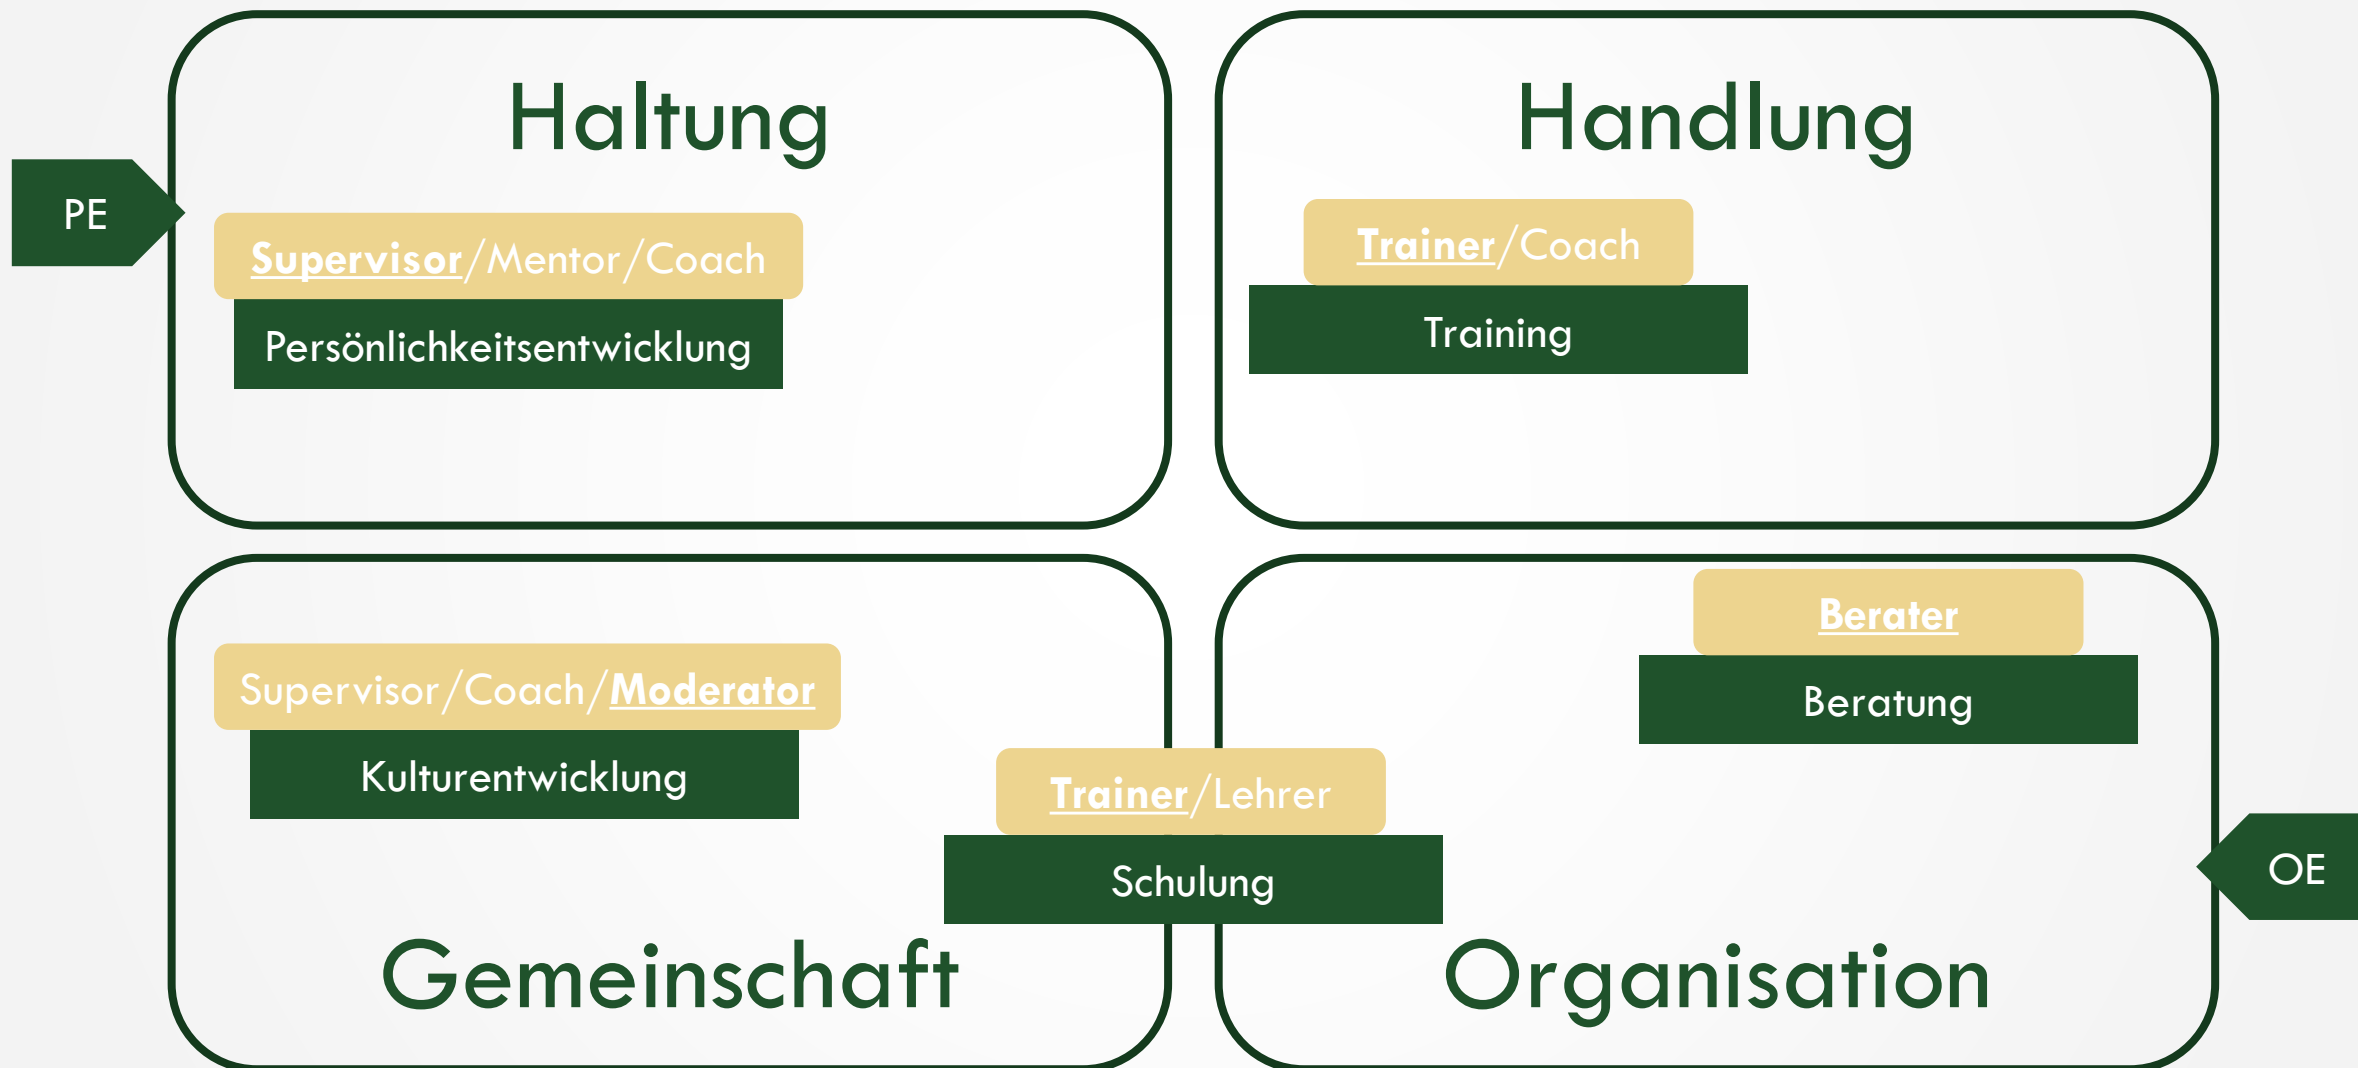 Haltung
PE
Supervisor/Mentor/Coach
Persönlichkeitsentwicklung
Handlung
Trainer/Coach
Training
Supervisor/Coach/Moderator
Kulturentwicklung
Gemeinschaft
Trainer/Lehrer
Schulung
Berater
Beratung
OE
Organisation